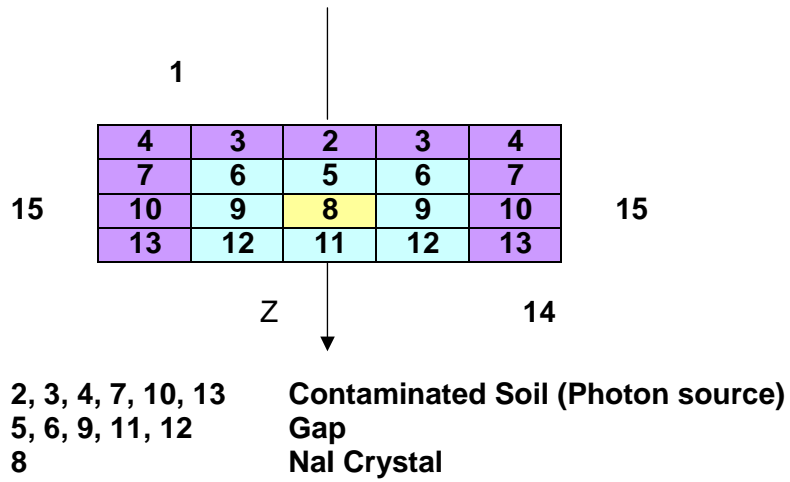 1
4 3 2 3 4
7 6 5 6 7
15 10 9 8 9 10 15
13 12 11 12 13
Z 14
2, 3, 4, 7, 10, 13 Contaminated Soil (Photon source)
5, 6, 9, 11, 12 Gap
8 NaI Crystal